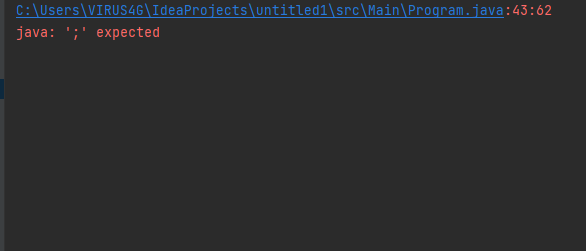 C:\Users\VIRUS4G\IdeaProjects\untitled1\src\Main\Program.java:43:62
java: ';' expected